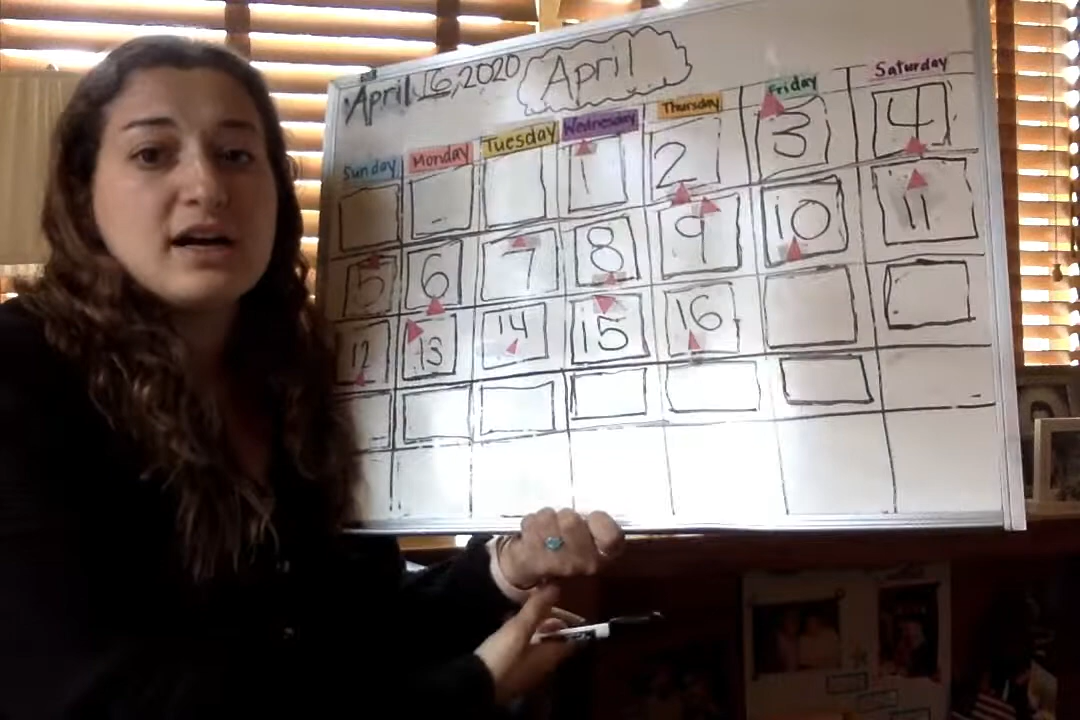 April 16, 2020
April
Sunday Monday Tuesday Wednesday Thursday Friday Saturday
1 2 3 4
5 6 7 8 9 10 11
12 13 14 15 16